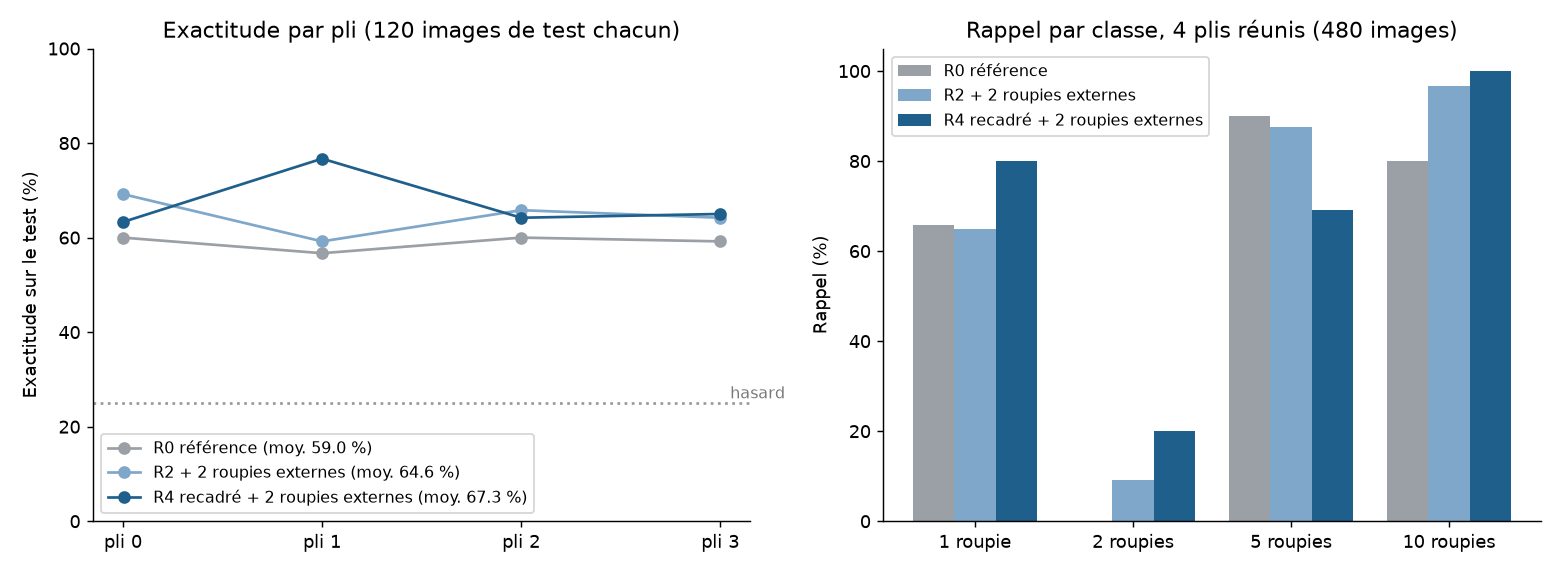 Exactitude par pli (120 images de test chacun)
Exactitude sur le test (%)
100
80
60
40
20
0
hasard
R0 référence (moy. 59.0 %)
R2 + 2 roupies externes (moy. 64.6 %)
R4 recadré + 2 roupies externes (moy. 67.3 %)
pli 0
pli 1
pli 2
pli 3
Rappel par classe, 4 plis réunis (480 images)
Rappel (%)
100
80
60
40
20
0
R0 référence
R2 + 2 roupies externes
R4 recadré + 2 roupies externes
1 roupie
2 roupies
5 roupies
10 roupies